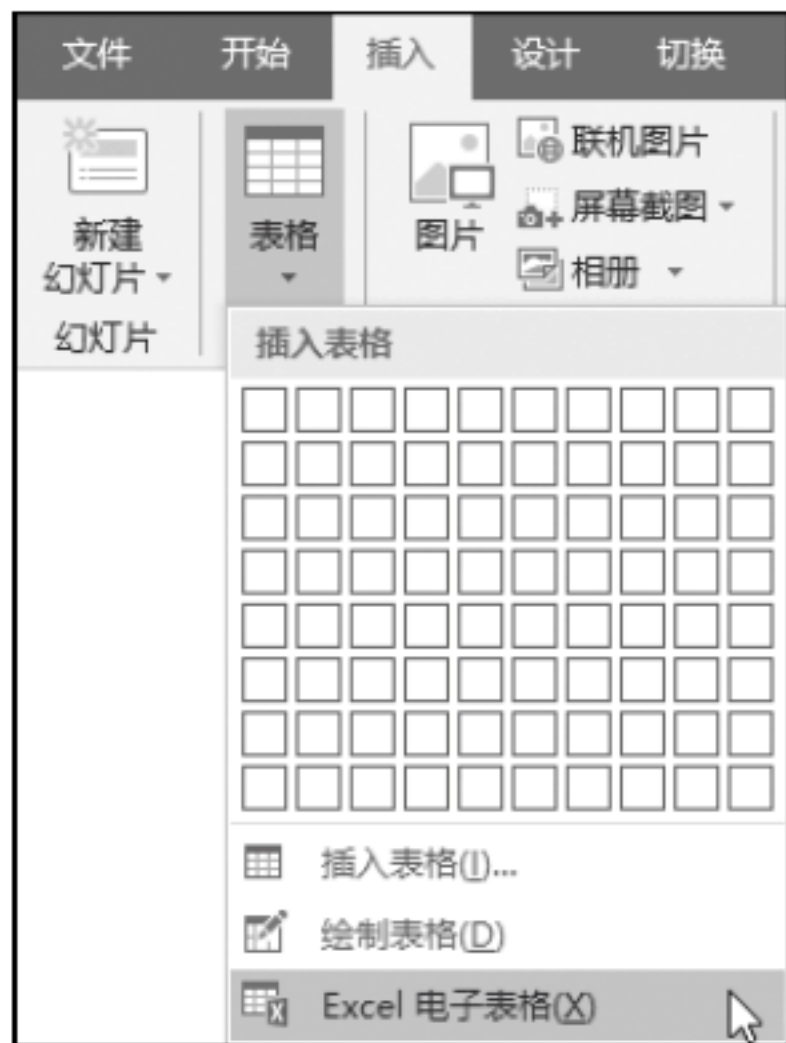 文件 开始 插入 设计 切换
新建
幻灯片
幻灯片
表格
图片
联机图片
屏幕截图
相册
插入表格
插入表格(I)...
绘制表格(D)
Excel 电子表格(X)